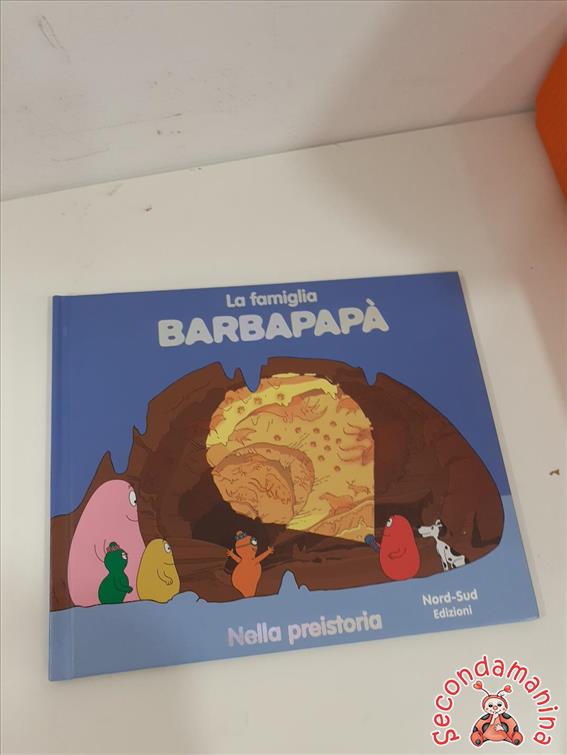 La famiglia
BARBAPAPÀ
Nella preistoria
Nord-Sud
Edizioni
Secondamanina